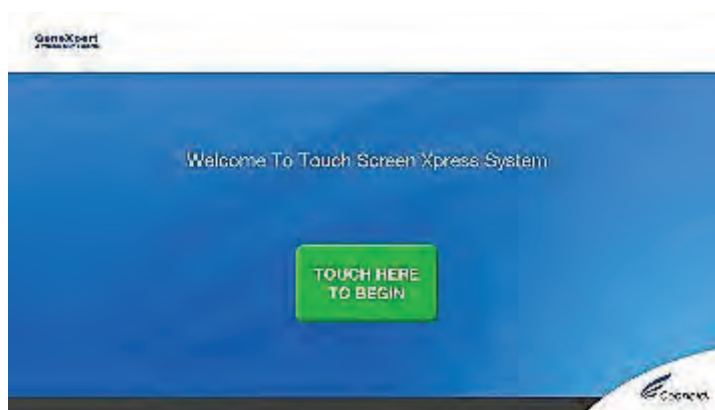 GeneXpert
Welcome To Touch Screen Xpress System
TOUCH HERE
TO BEGIN
Cepheid